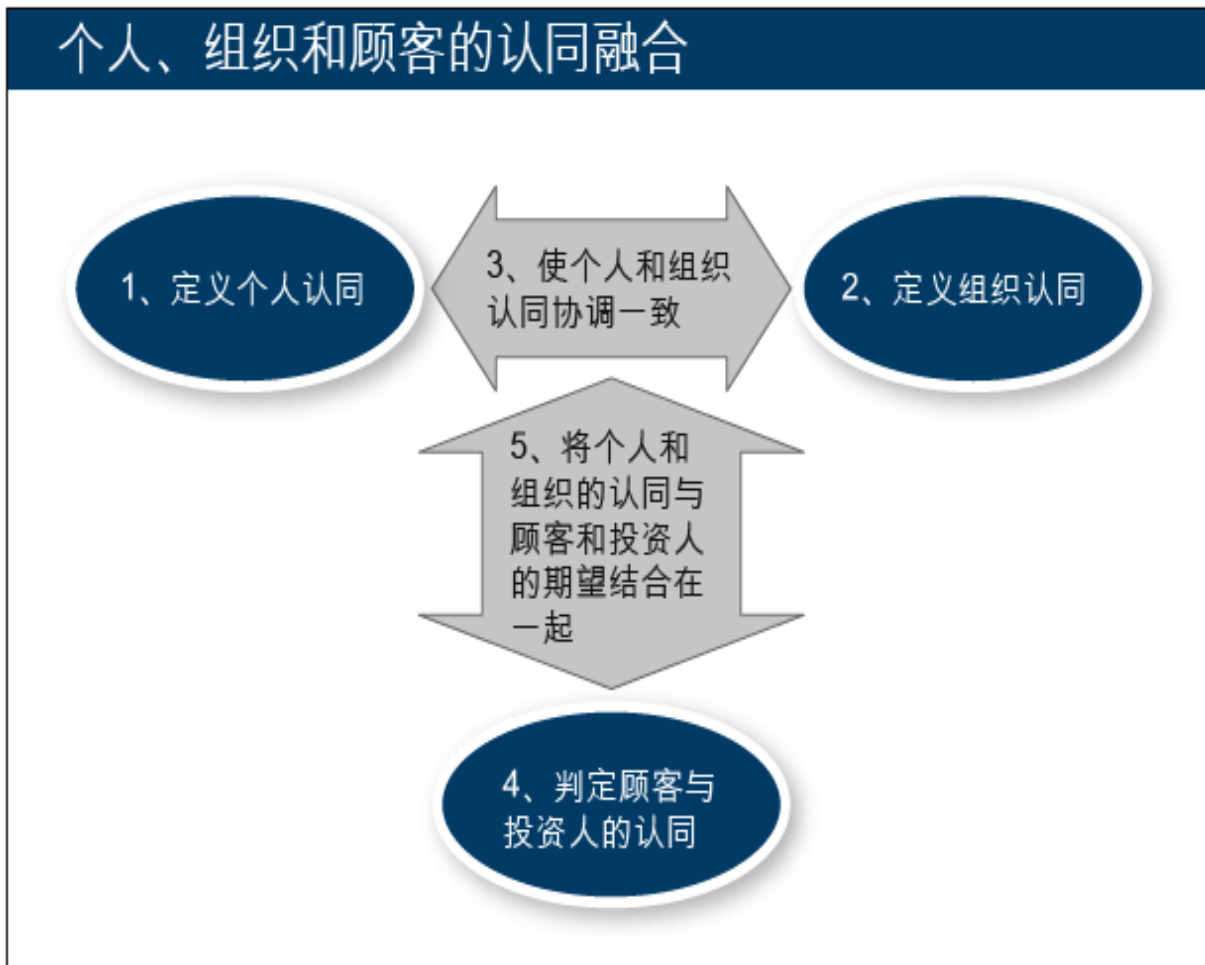 个人、组织和顾客的认同融合
1、定义个人认同
3、使个人和组织
认同协调一致
2、定义组织认同
5、将个人和
组织的认同与
顾客和投资人
的期望结合在
一起
4、判定顾客与
投资人的认同